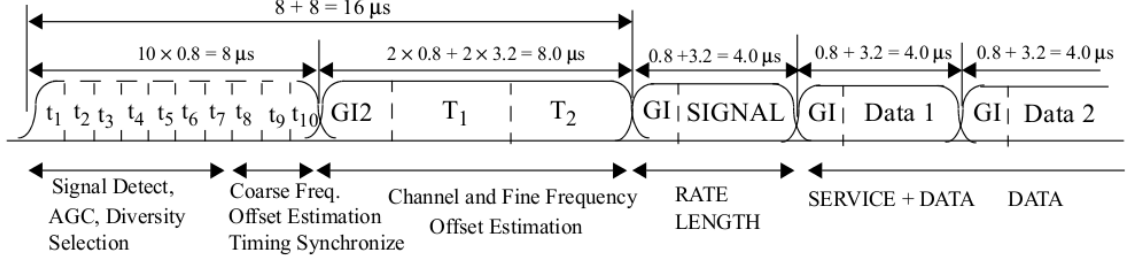 8 + 8 = 16 μs
10 × 0.8 = 8 μs
2 × 0.8 + 2 × 3.2 = 8.0 μs
0.8 +3.2 = 4.0 μs
0.8 + 3.2 = 4.0 μs
0.8 + 3.2 = 4.0 μs
t1 t2 t3 t4 t5 t6 t7 t8 t9 t10 GI2 T1 T2 GI SIGNAL GI Data 1 GI Data 2
Signal Detect,
AGC, Diversity
Selection
Coarse Freq.
Offset Estimation
Timing Synchronize
Channel and Fine Frequency
Offset Estimation
RATE
LENGTH
SERVICE + DATA
DATA